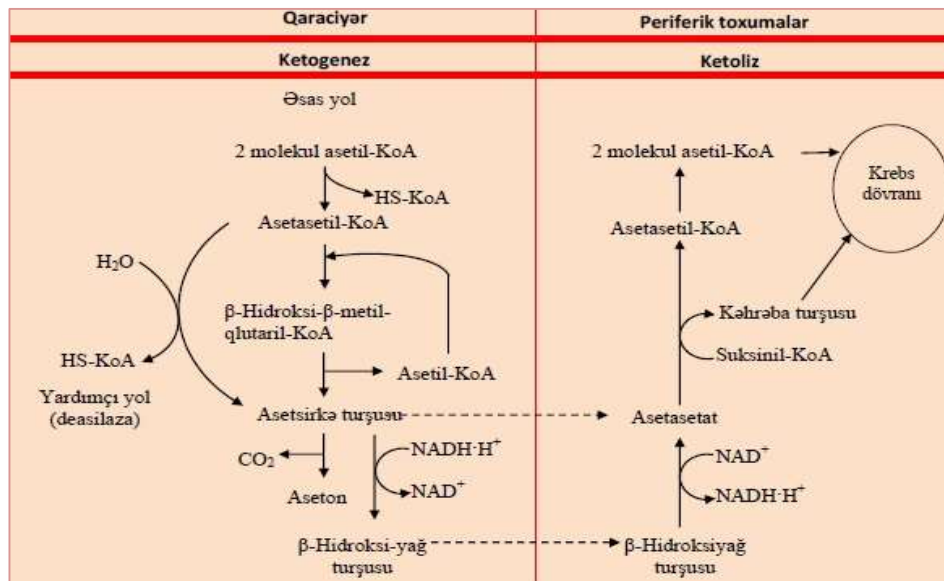 Qaraciyər
Periferik toxumalar
Ketogenez
Ketoliz
Əsas yol
2 molekul asetil-KoA
HS-KoA
Asetasetil-KoA
H₂O
β-Hidroksi-β-metil-
qlutaril-KoA
HS-KoA
Asetil-KoA
Yardımçı yol
(deasilaza)
Asetsirkə turşusu
CO₂
NADH·H⁺
Aseton
NAD⁺
β-Hidroksi-yağ
turşusu
2 molekul asetil-KoA
Krebs
dövranı
Asetasetil-KoA
Kəhrəba turşusu
Suksinil-KoA
Asetasetat
NAD⁺
NADH·H⁺
β-Hidroksiyağ
turşusu